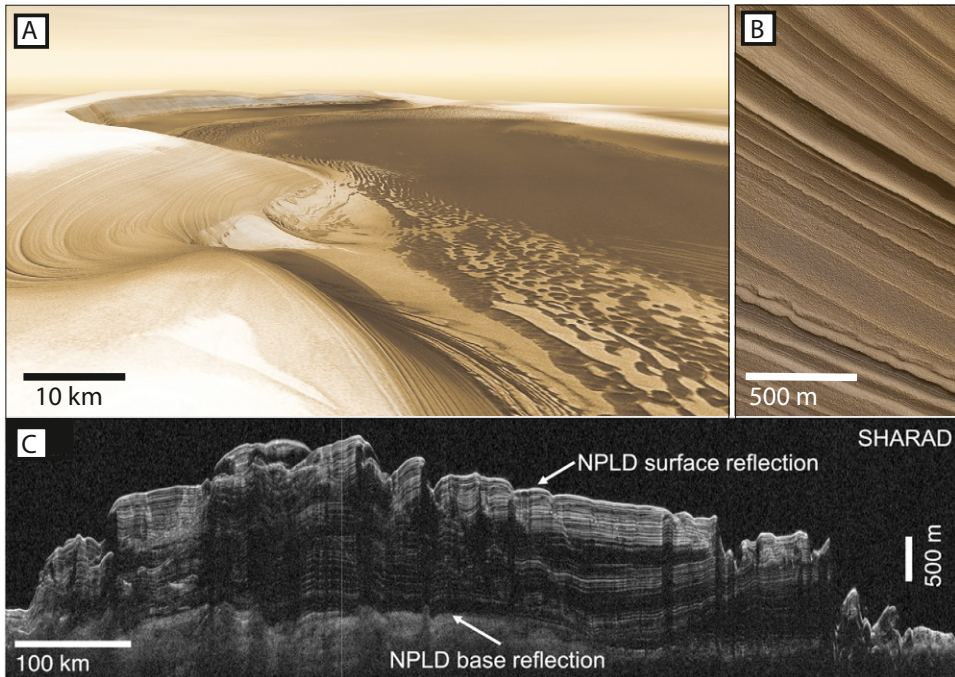 A
10 km
B
500 m
C
SHARAD
NPLD surface reflection
500 m
NPLD base reflection
100 km